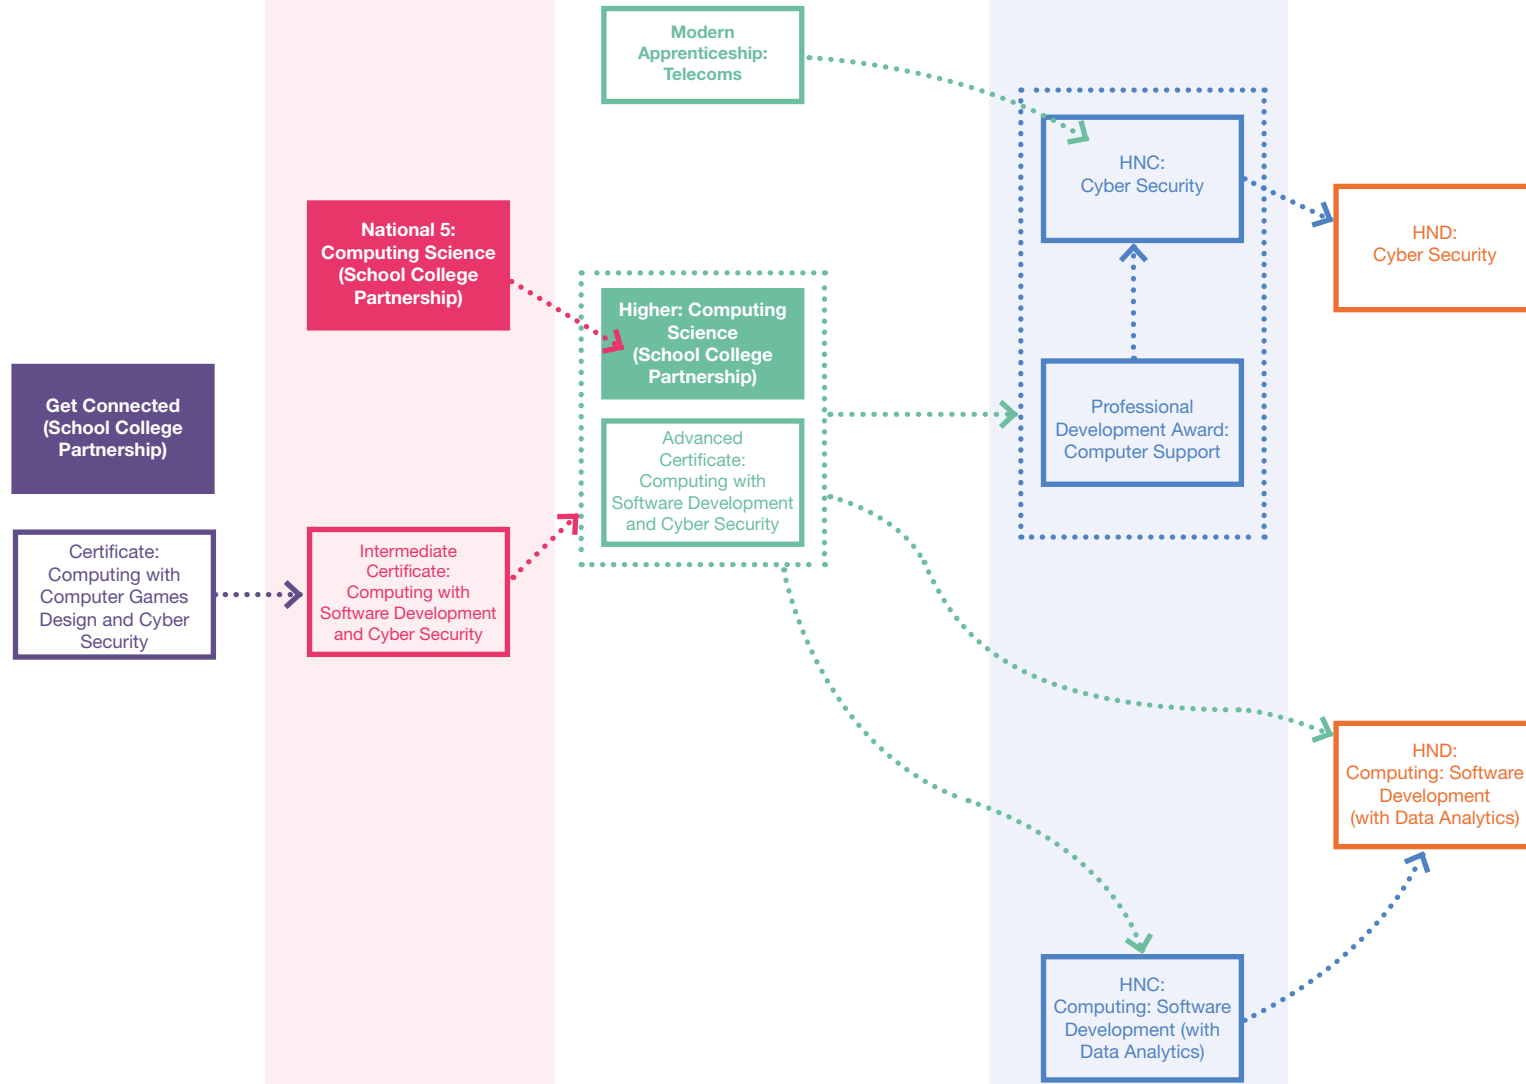 Get Connected
(School College
Partnership)
Certificate:
Computing with
Computer Games
Design and Cyber
Security
National 5:
Computing Science
(School College
Partnership)
Intermediate
Certificate:
Computing with
Software Development
and Cyber Security
Modern
Apprenticeship:
Telecoms
Higher: Computing
Science
(School College
Partnership)
Advanced
Certificate:
Computing with
Software Development
and Cyber Security
HNC:
Cyber Security
Professional
Development Award:
Computer Support
HNC:
Computing: Software
Development (with
Data Analytics)
HND:
Cyber Security
HND:
Computing: Software
Development
(with Data Analytics)